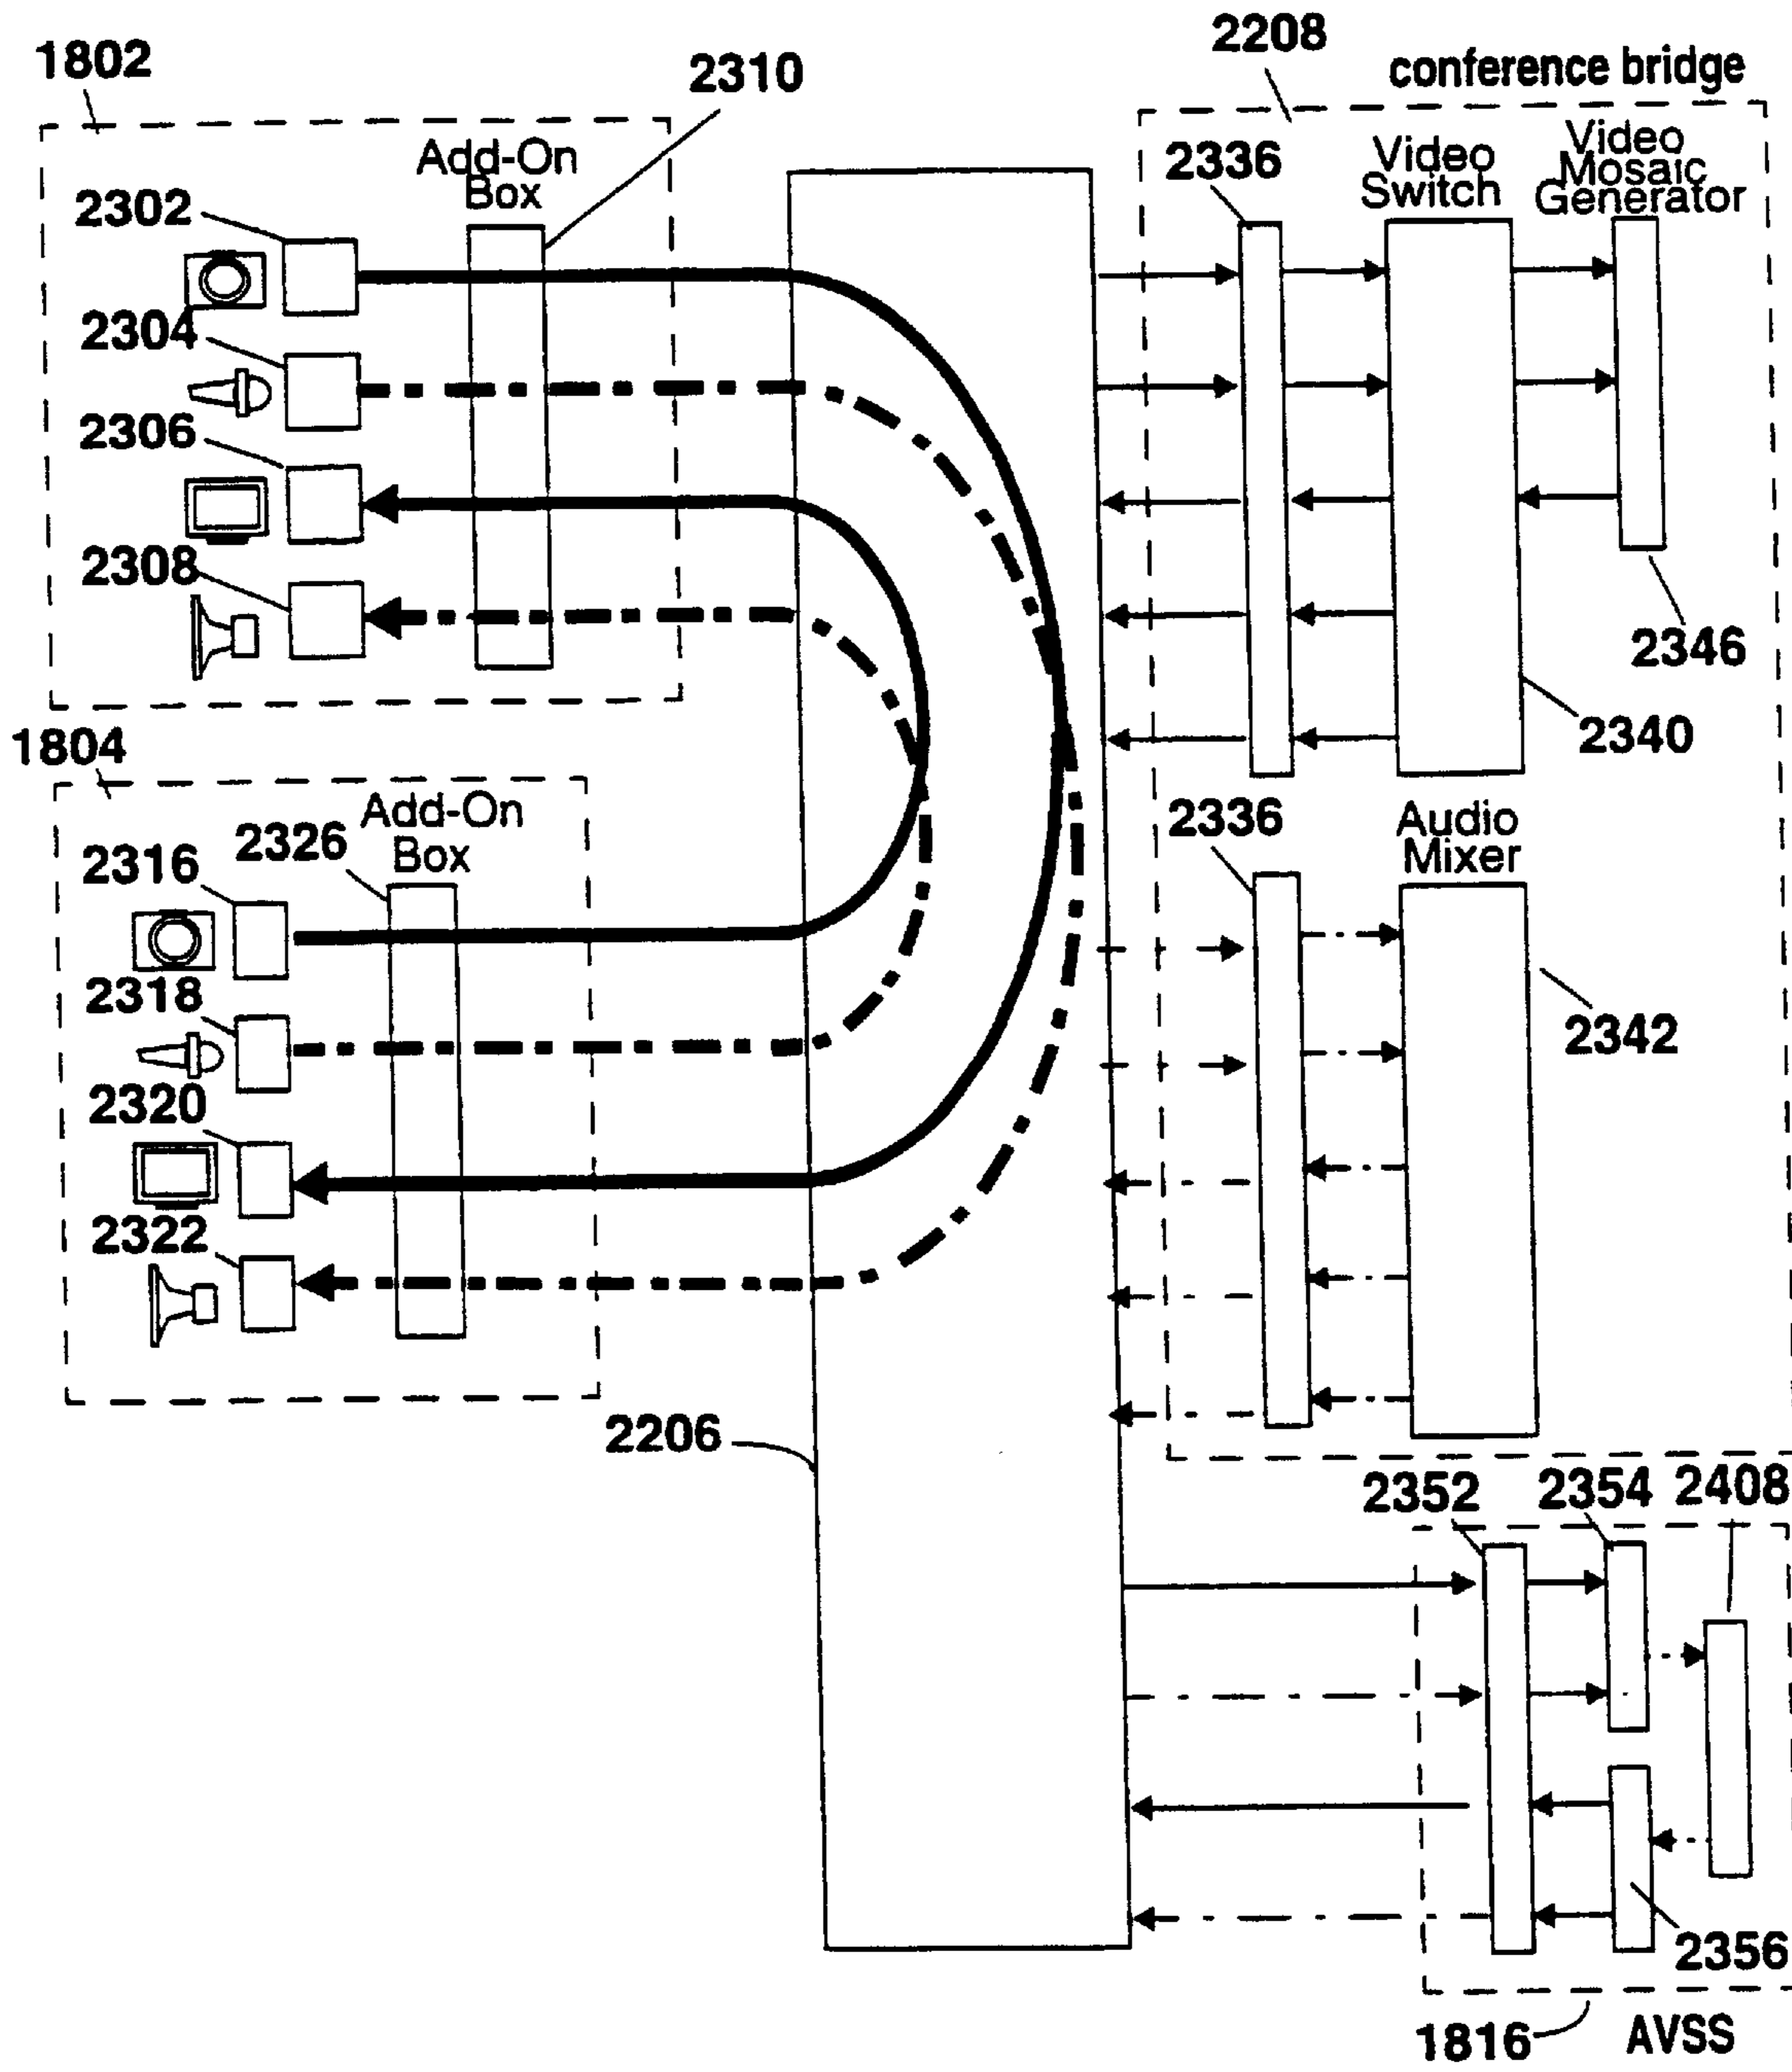 1802
2310
2208
conference bridge
Add-On
Box
2302
2304
2306
2308
2336
Video
Switch
Video
Mosaic
Generator
2346
2340
1804
2316
2326
Add-On
Box
2318
2320
2322
2336
Audio
Mixer
2342
2206
2352
2354
2408
2356
1816
AVSS